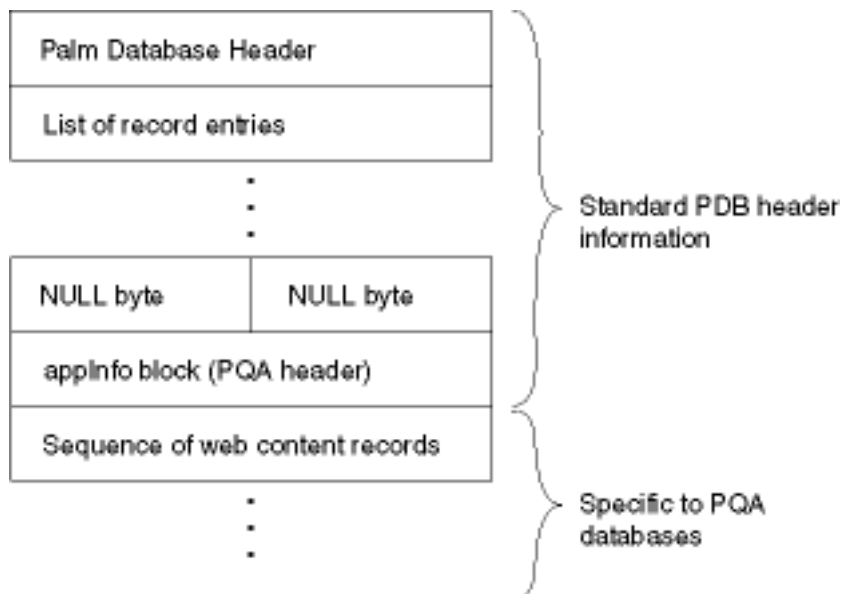 Palm Database Header
List of record entries
Standard PDB header
information
NULL byte NULL byte
appInfo block (PQA header)
Sequence of web content records
Specific to PQA
databases